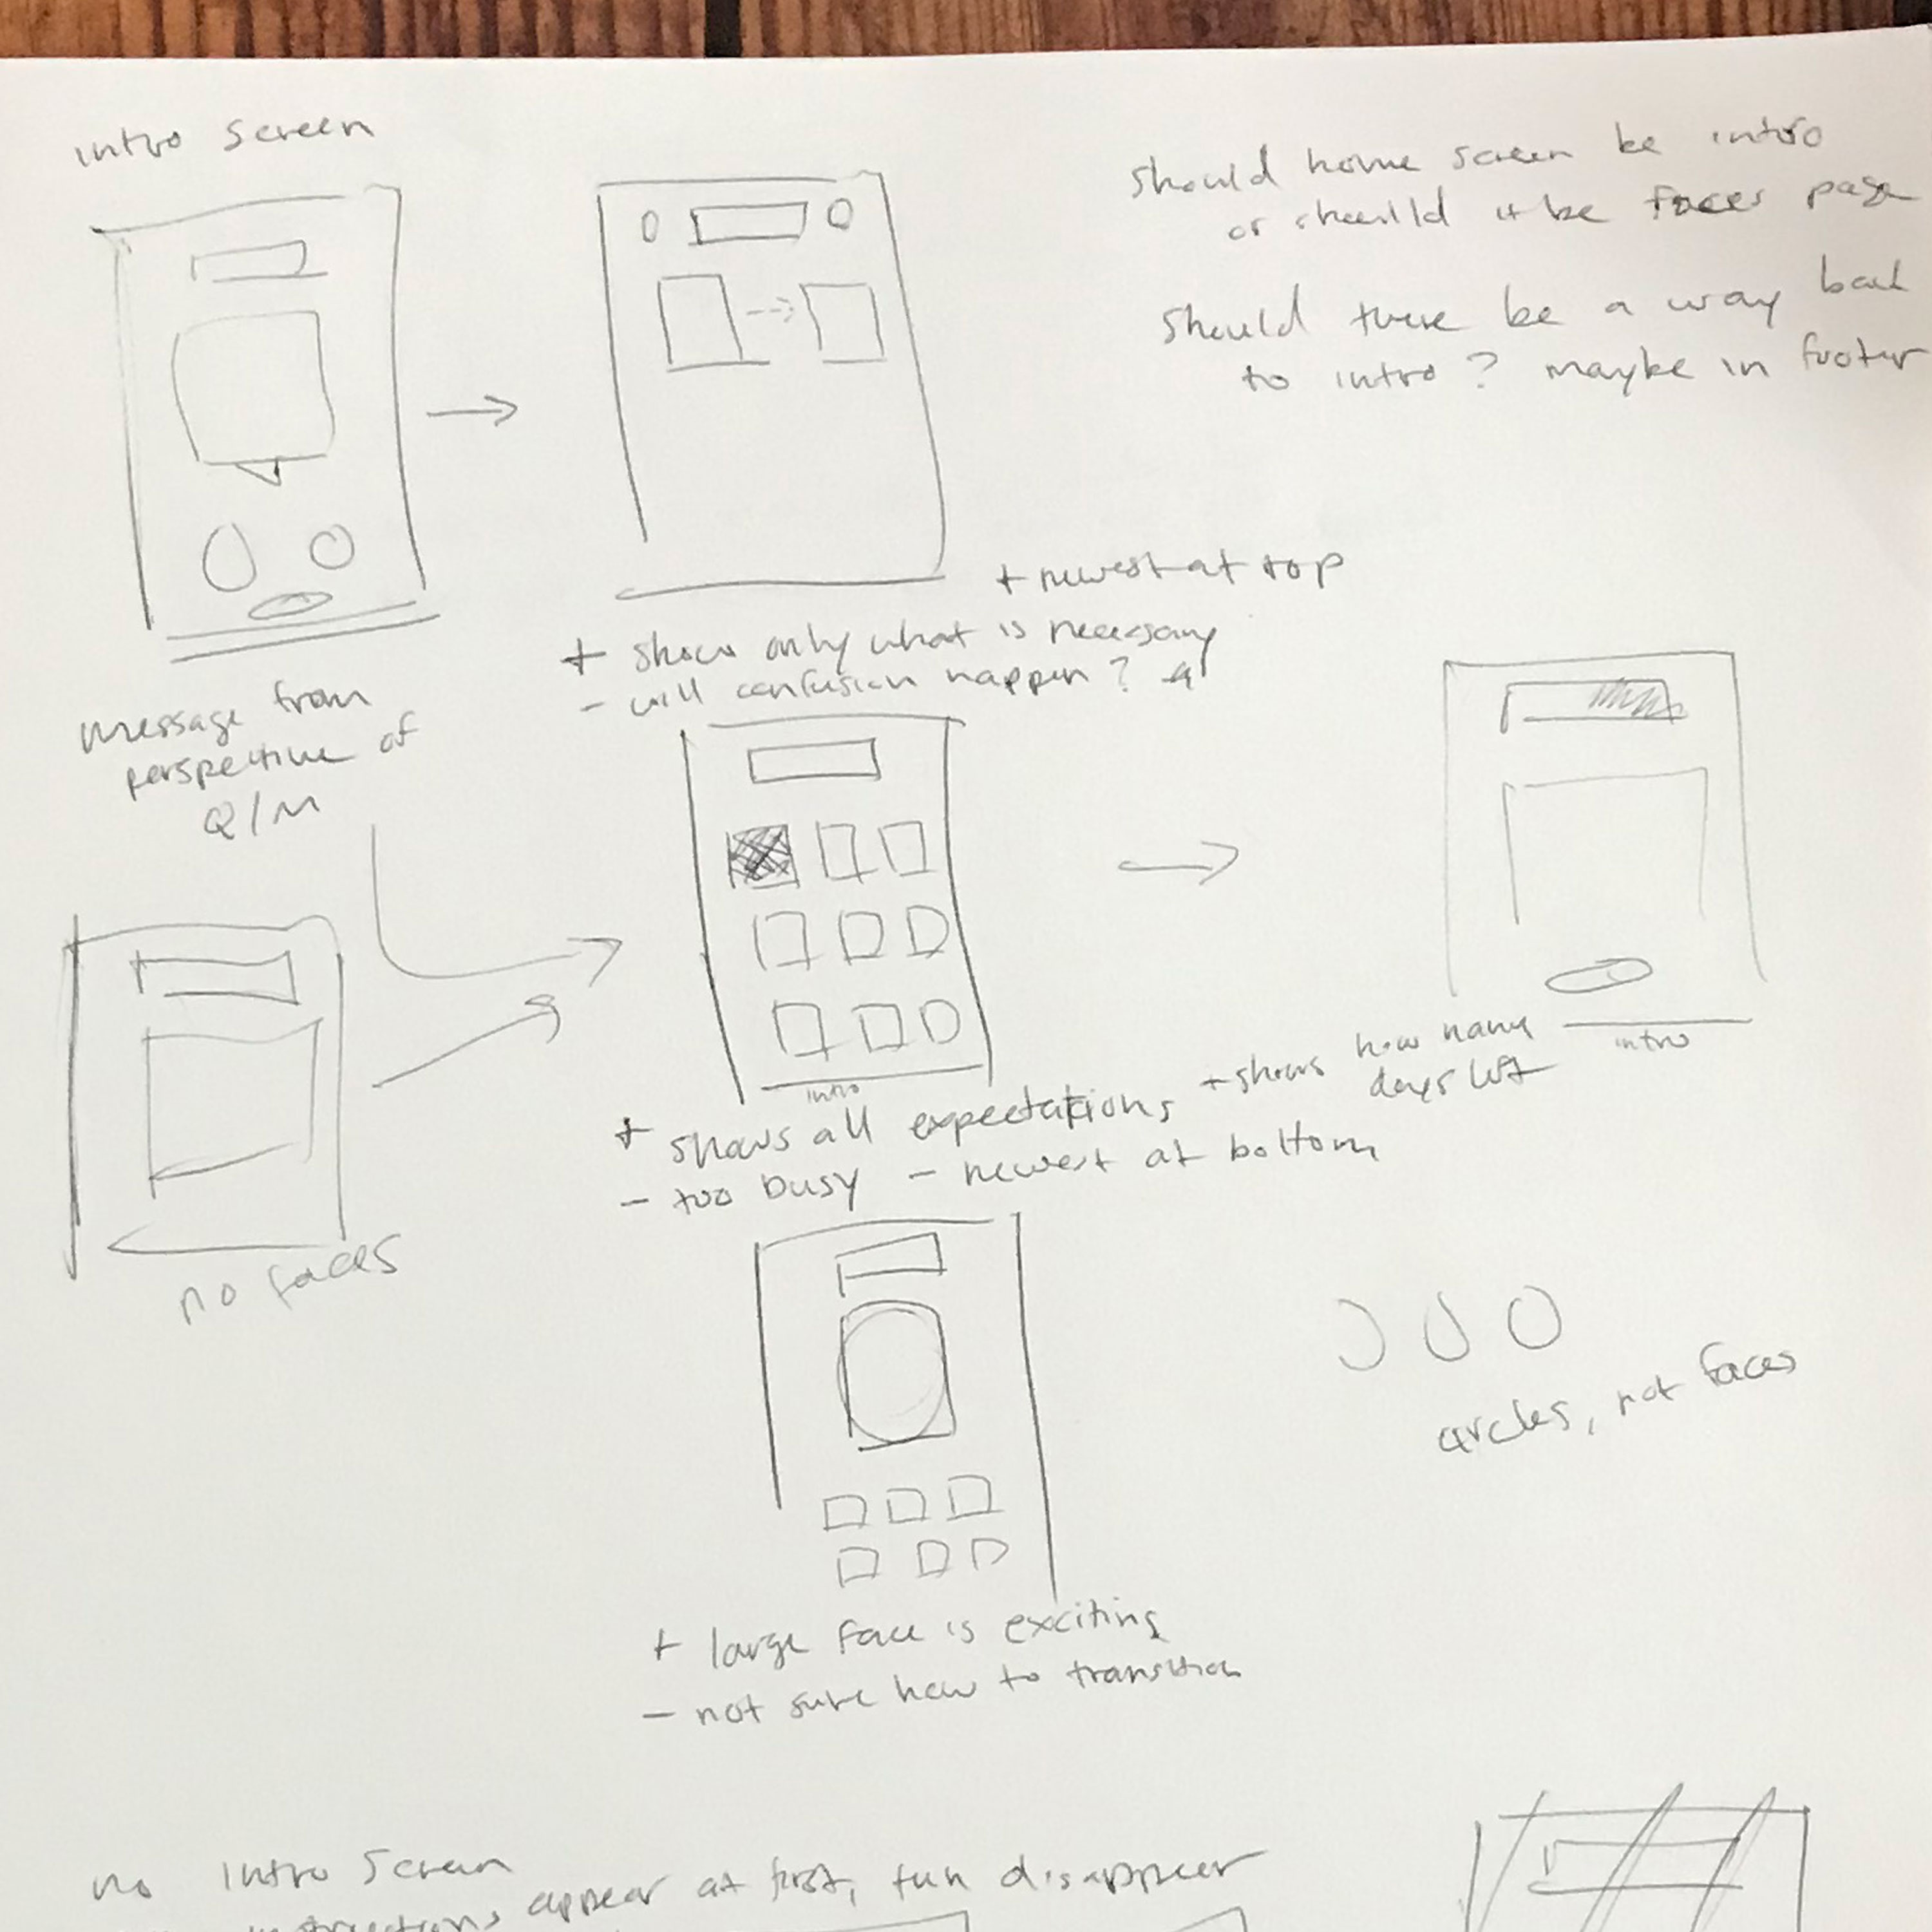 intro screen
should home screen be intro
or should it be faces page
should there be a way back
to intro? maybe in footer
+ newest at top
+ show only what is necessary
- will confusion happen?
message from
perspective of
Q/M
intro
intro
+ shows how many
days left
+ shows all expectations
- too busy - newest at bottom
no faces
circles, not faces
+ large face is exciting
- not sure how to transition
no intro screen
instructions appear at first, then disappear